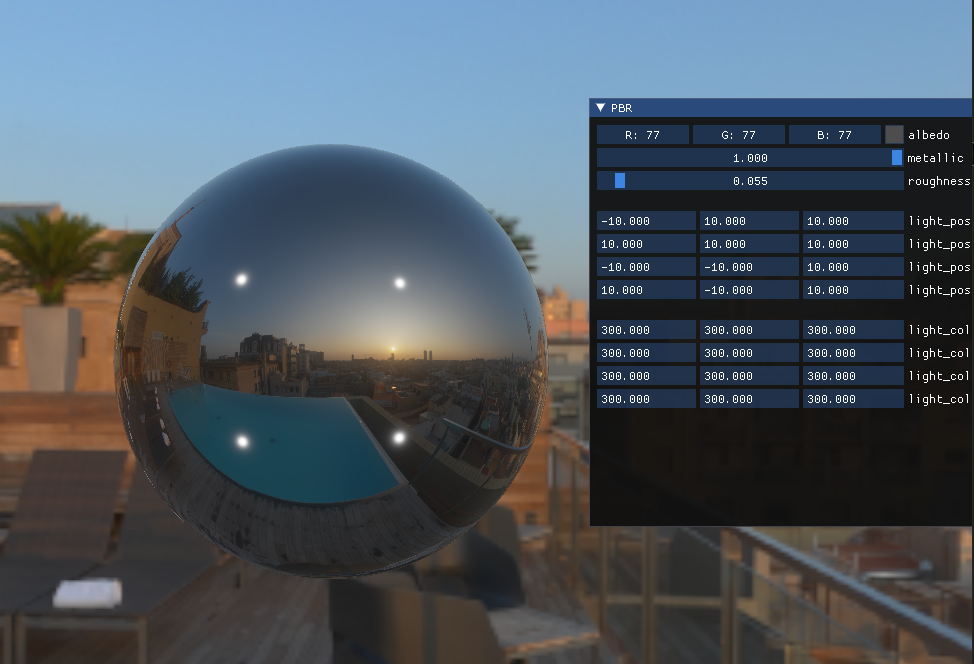 PBR
R: 77 G: 77 B: 77 albedo
1.000 metallic
0.055 roughness
-10.000 10.000 10.000 light_pos
10.000 10.000 10.000 light_pos
-10.000 -10.000 10.000 light_pos
10.000 -10.000 10.000 light_pos
300.000 300.000 300.000 light_col
300.000 300.000 300.000 light_col
300.000 300.000 300.000 light_col
300.000 300.000 300.000 light_col